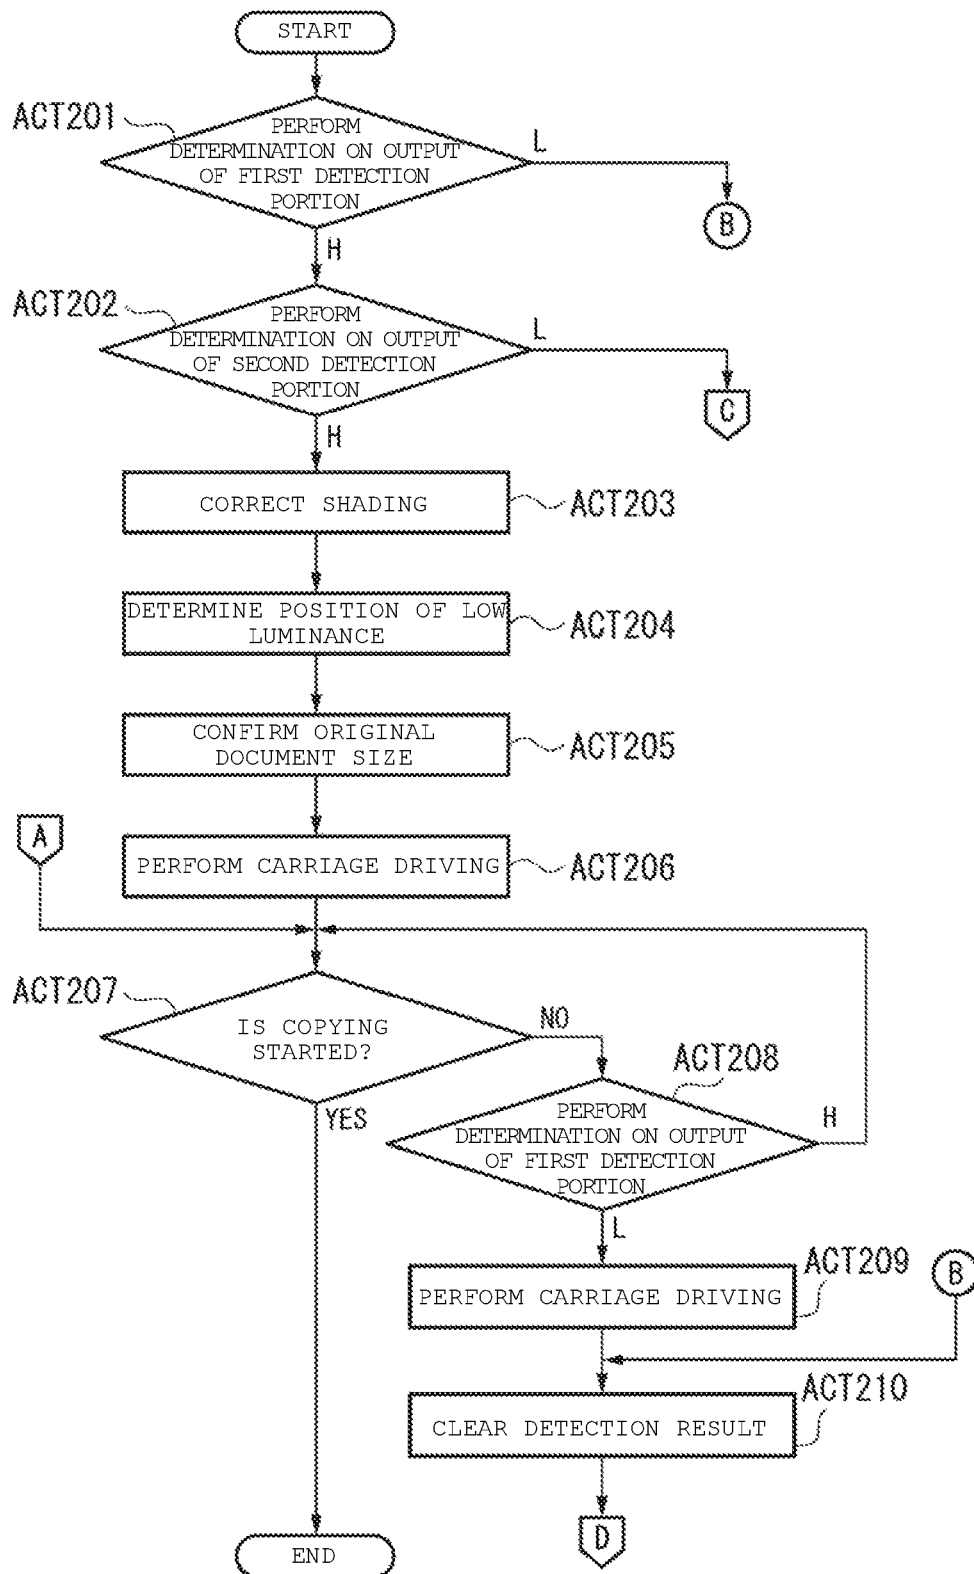 START
ACT201
PERFORM
DETERMINATION ON OUTPUT
OF FIRST DETECTION
PORTION
L
B
H
ACT202
PERFORM
DETERMINATION ON OUTPUT
OF SECOND DETECTION
PORTION
L
C
H
CORRECT SHADING
ACT203
DETERMINE POSITION OF LOW
LUMINANCE
ACT204
CONFIRM ORIGINAL
DOCUMENT SIZE
ACT205
A
PERFORM CARRIAGE DRIVING
ACT206
ACT207
IS COPYING
STARTED?
NO
YES
ACT208
PERFORM
DETERMINATION ON OUTPUT
OF FIRST DETECTION
PORTION
H
L
PERFORM CARRIAGE DRIVING
ACT209
B
CLEAR DETECTION RESULT
ACT210
D
END